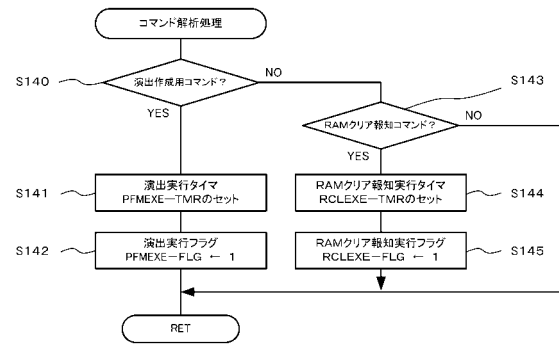 コマンド解析処理
S140
演出作成用コマンド?
NO
YES
S143
RAMクリア報知コマンド?
NO
YES
S141
演出実行タイマ
PFMEXE-TMRのセット
RAMクリア報知実行タイマ
RCLEXE-TMRのセット
S144
S142
演出実行フラグ
PFMEXE-FLG ← 1
RAMクリア報知実行フラグ
RCLEXE-FLG ← 1
S145
RET